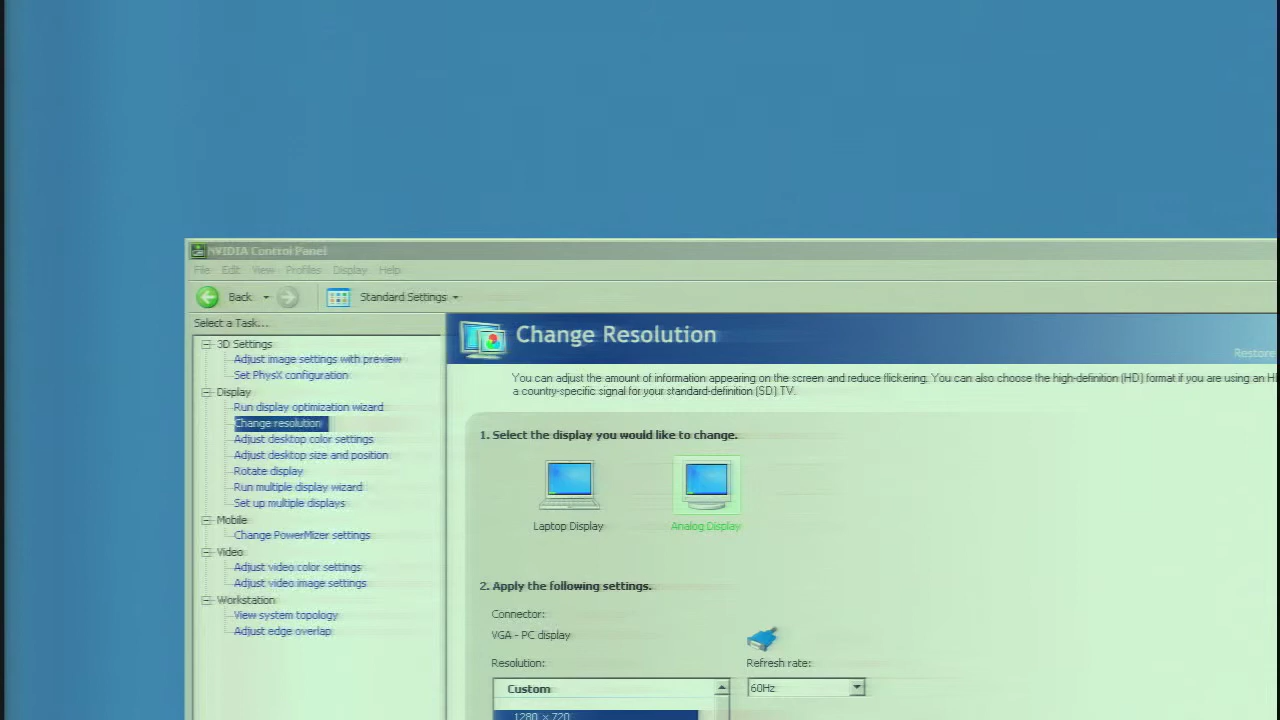 NVIDIA Control Panel
File Edit View Profiles Display Help
Back Standard Settings
Select a Task...
3D Settings
Adjust image settings with preview
Set PhysX configuration
Display
Run display optimization wizard
Change resolution
Adjust desktop color settings
Adjust desktop size and position
Rotate display
Run multiple display wizard
Set up multiple displays
Mobile
Change PowerMizer settings
Video
Adjust video color settings
Adjust video image settings
Workstation
View system topology
Adjust edge overlap
Change Resolution
Restore
You can adjust the amount of information appearing on the screen and reduce flickering. You can also choose the high-definition (HD) format if you are using an
a country-specific signal for your standard-definition (SD) TV.
1. Select the display you would like to change.
Laptop Display Analog Display
2. Apply the following settings.
Connector:
VGA - PC display
Resolution: Refresh rate:
Custom 60Hz
1280 × 720